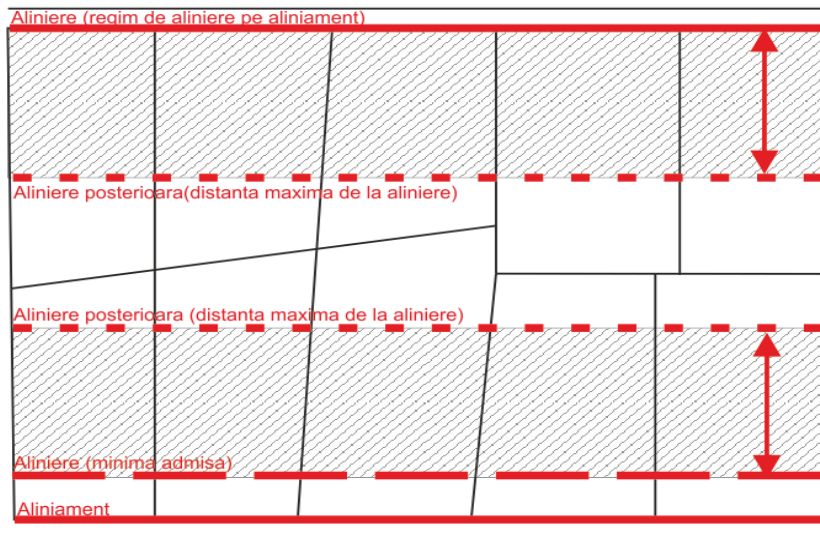 Aliniere (regim de aliniere pe aliniament)
Aliniere posterioara(distanta maxima de la aliniere)
Aliniere posterioara (distanta maxima de la aliniere)
Aliniere (minima admisa)
Aliniament